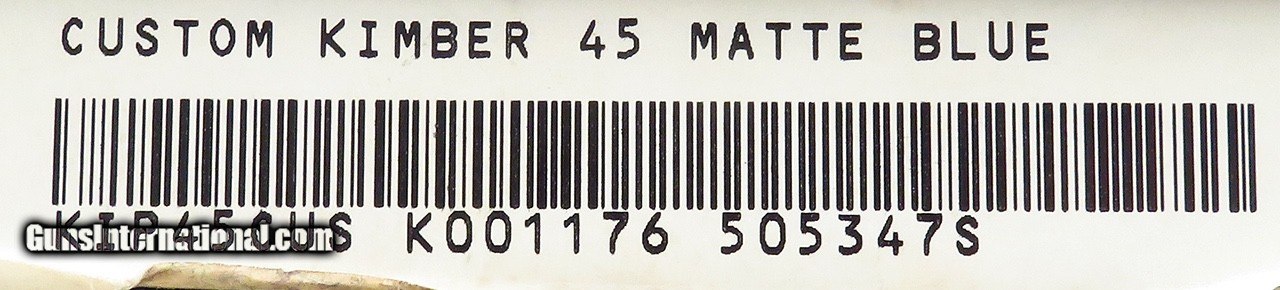 CUSTOM KIMBER 45 MATTE BLUE
K001176 505347S
GunsInternational.com